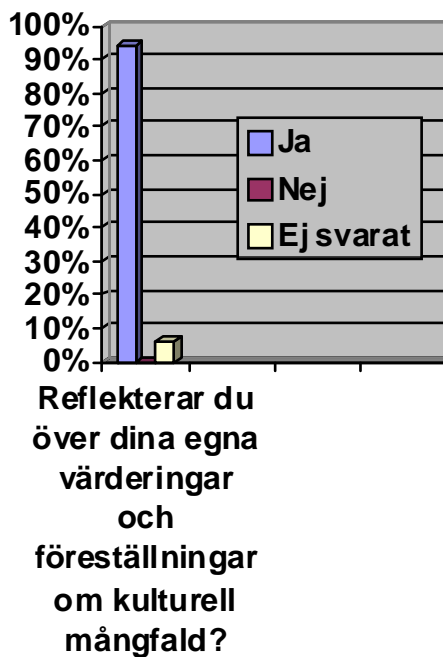 100%
90%
80%
70%
60%
50%
40%
30%
20%
10%
0%
Ja
Nej
Ej svarat
Reflekterar du
över dina egna
värderingar
och
föreställningar
om kulturell
mångfald?